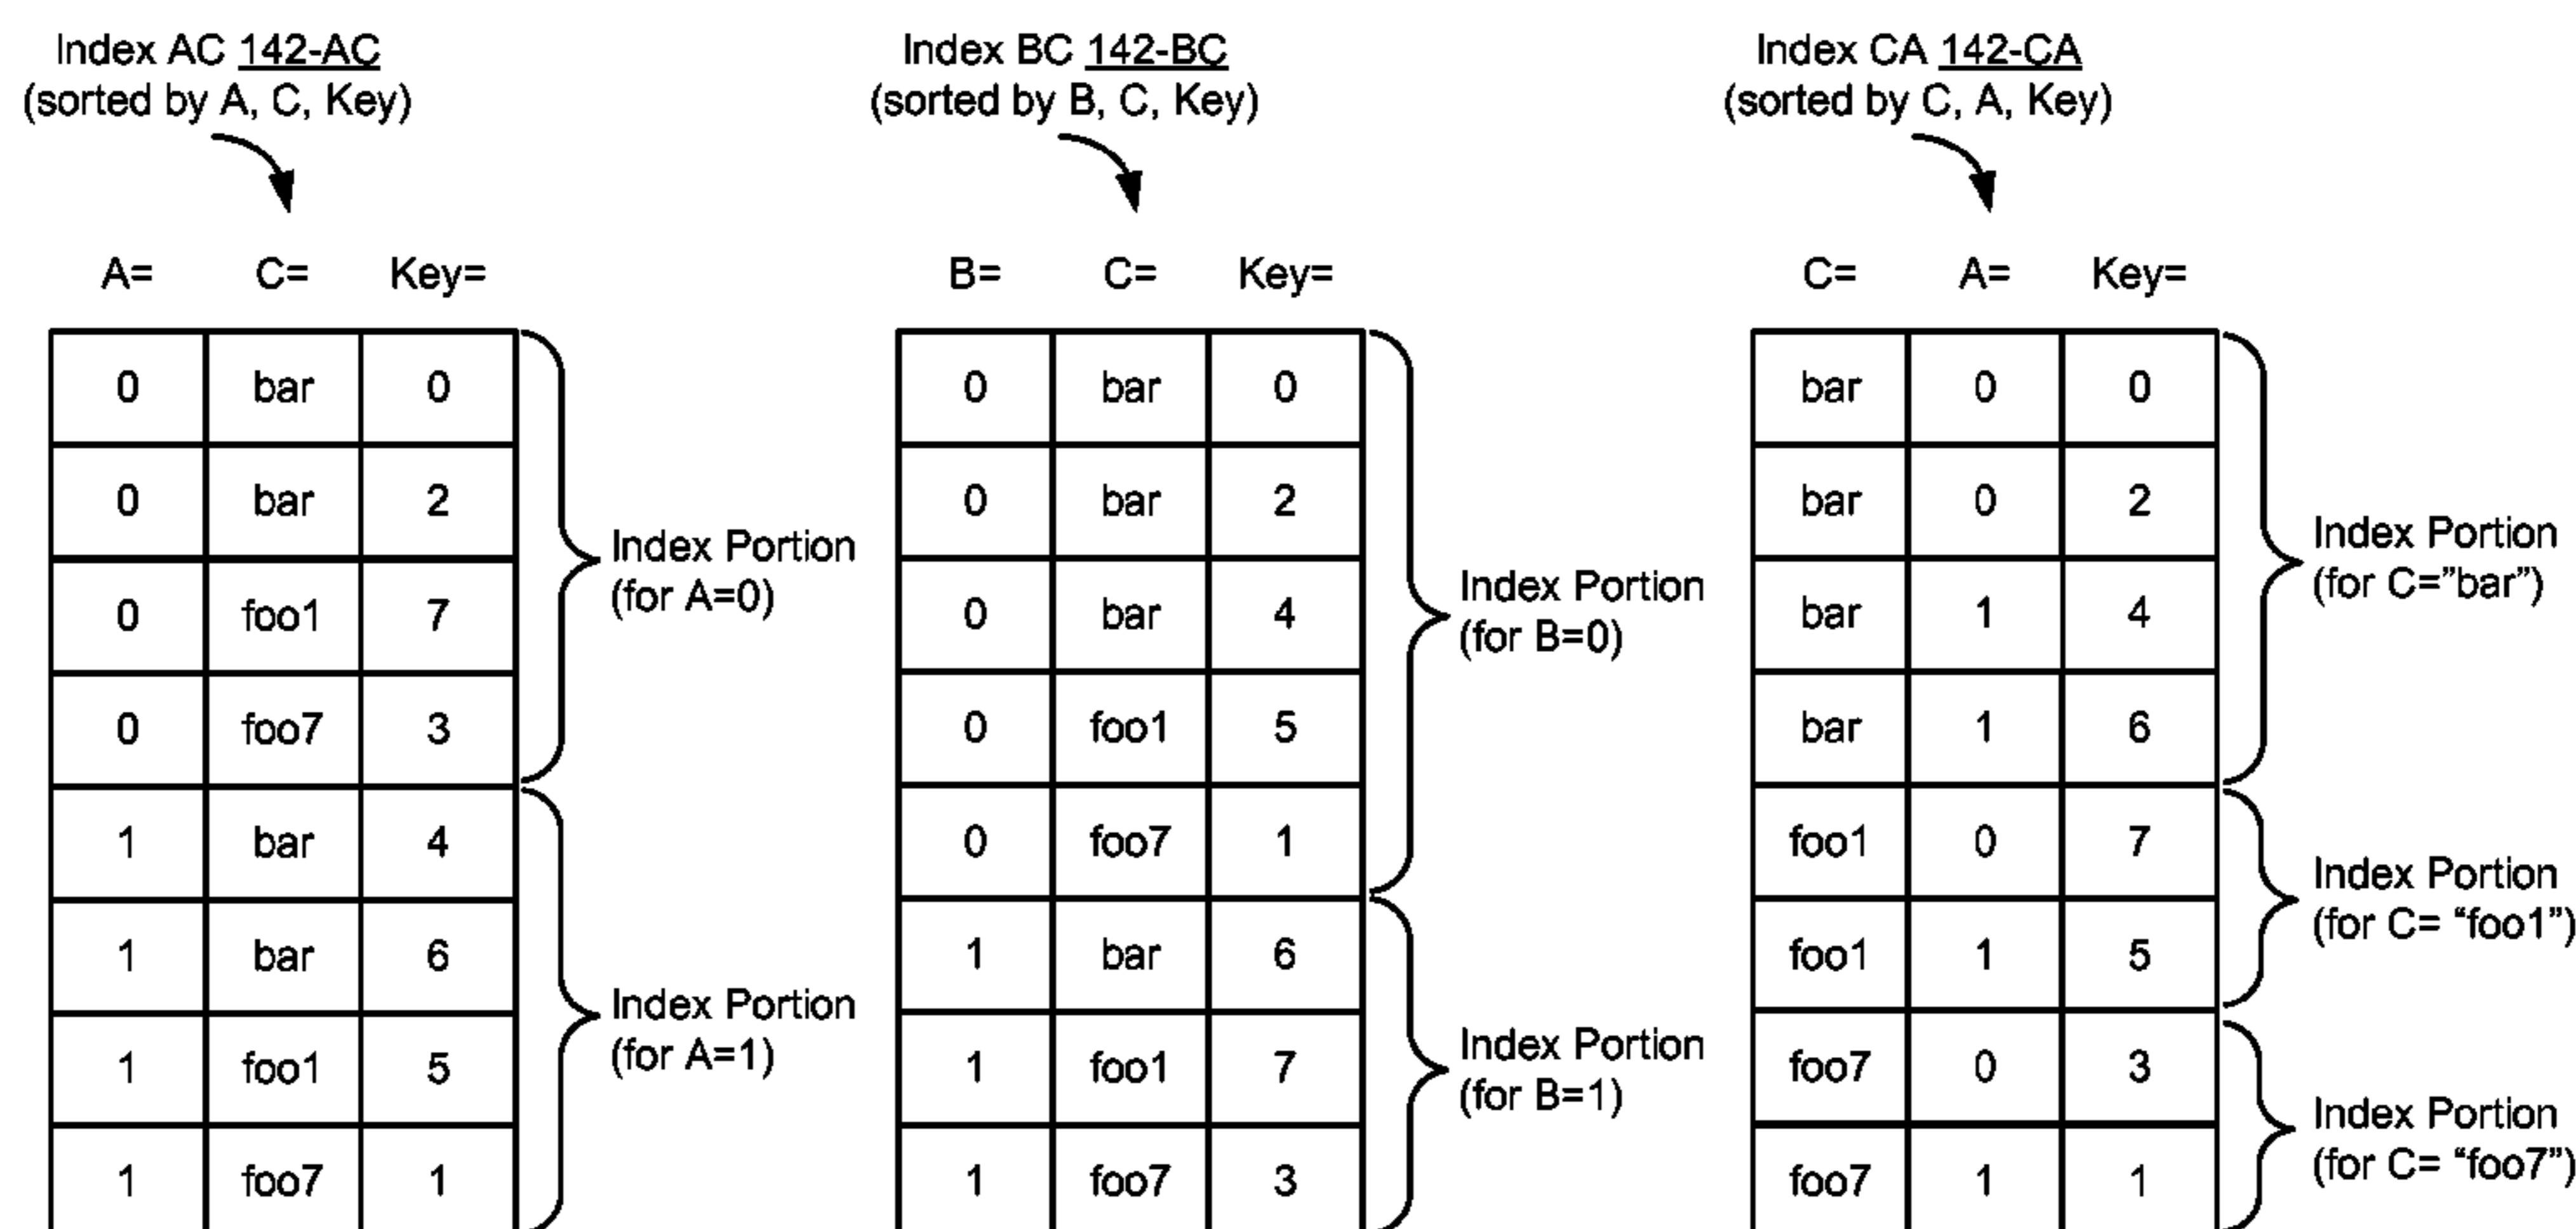 Index AC 142-AC
(sorted by A, C, Key)
A= C= Key=
0 bar 0
0 bar 2
0 foo1 7
0 foo7 3
1 bar 4
1 bar 6
1 foo1 5
1 foo7 1
Index Portion
(for A=0)
Index Portion
(for A=1)
Index BC 142-BC
(sorted by B, C, Key)
B= C= Key=
0 bar 0
0 bar 2
0 bar 4
0 foo1 5
0 foo7 1
1 bar 6
1 foo1 7
1 foo7 3
Index Portion
(for B=0)
Index Portion
(for B=1)
Index CA 142-CA
(sorted by C, A, Key)
C= A= Key=
bar 0 0
bar 0 2
bar 1 4
bar 1 6
foo1 0 7
foo1 1 5
foo7 0 3
foo7 1 1
Index Portion
(for C=”bar”)
Index Portion
(for C= “foo1”)
Index Portion
(for C= “foo7”)